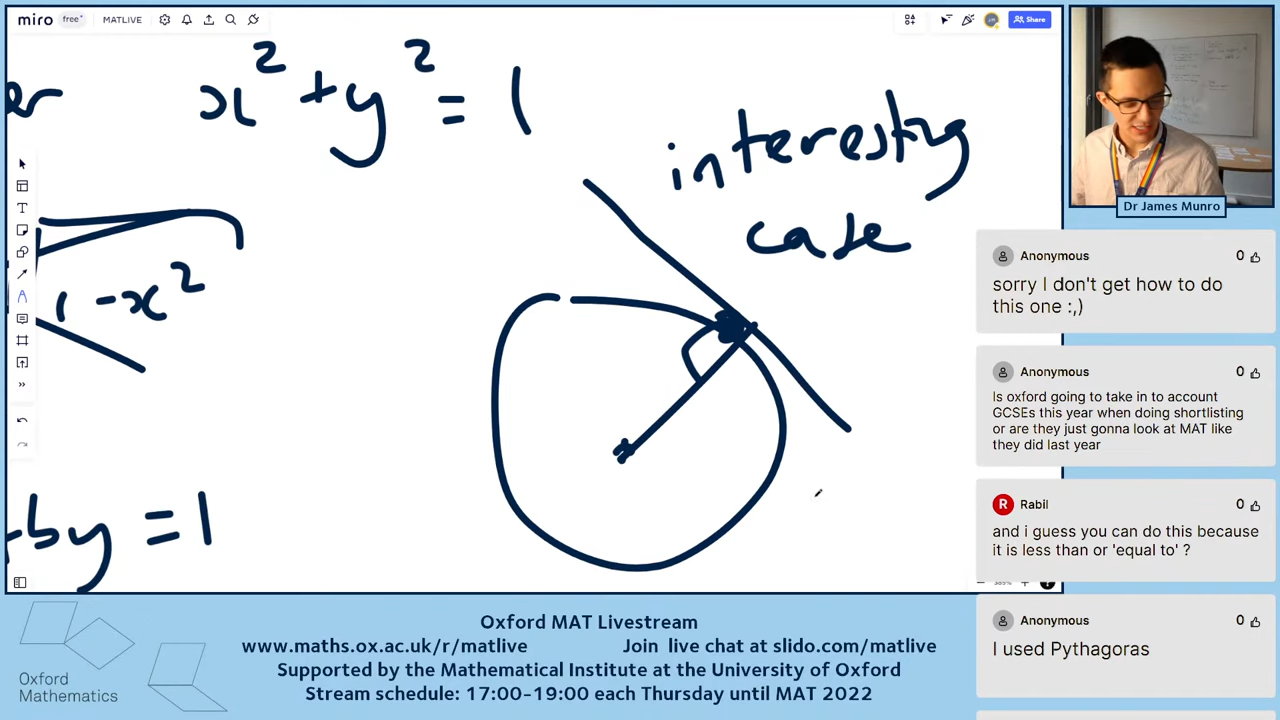 miro free MATLIVE Share
er x² + y² = 1
interesting
case
1 - x²
by = 1
Dr James Munro
Anonymous 0
sorry I don't get how to do
this one :,)
Anonymous 0
Is oxford going to take in to account
GCSEs this year when doing shortlisting
or are they just gonna look at MAT like
they did last year
R Rabil 0
and i guess you can do this because
it is less than or 'equal to' ?
Anonymous 0
I used Pythagoras
Oxford
Mathematics
Oxford MAT Livestream
www.maths.ox.ac.uk/r/matlive Join live chat at slido.com/matlive
Supported by the Mathematical Institute at the University of Oxford
Stream schedule: 17:00-19:00 each Thursday until MAT 2022